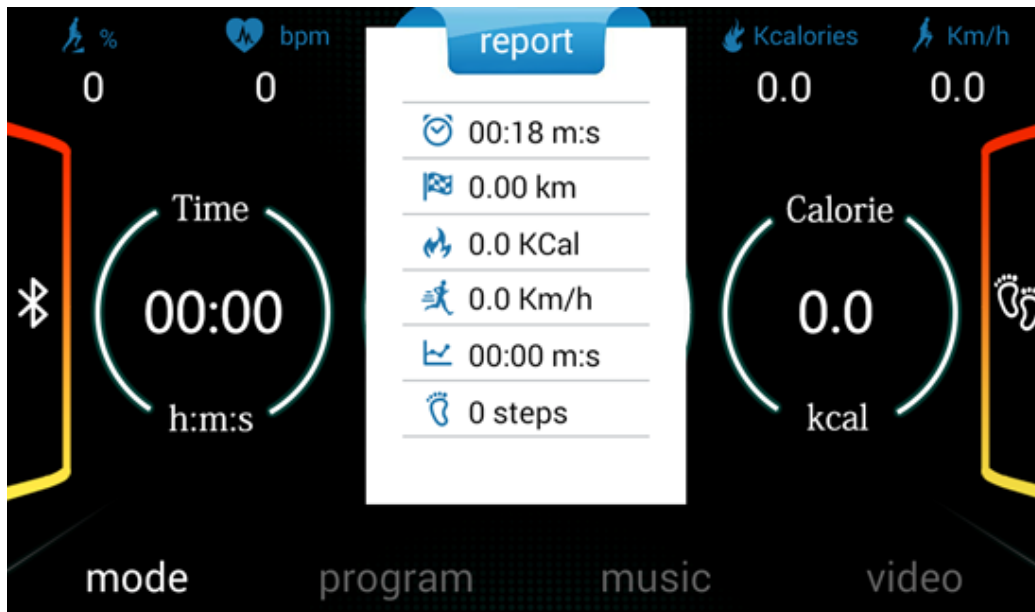 %
bpm
report
Kcalories
Km/h
0
0
0.0
0.0
00:18 m:s
0.00 km
0.0 KCal
0.0 Km/h
00:00 m:s
0 steps
Time
00:00
h:m:s
Calorie
0.0
kcal
mode
program
music
video